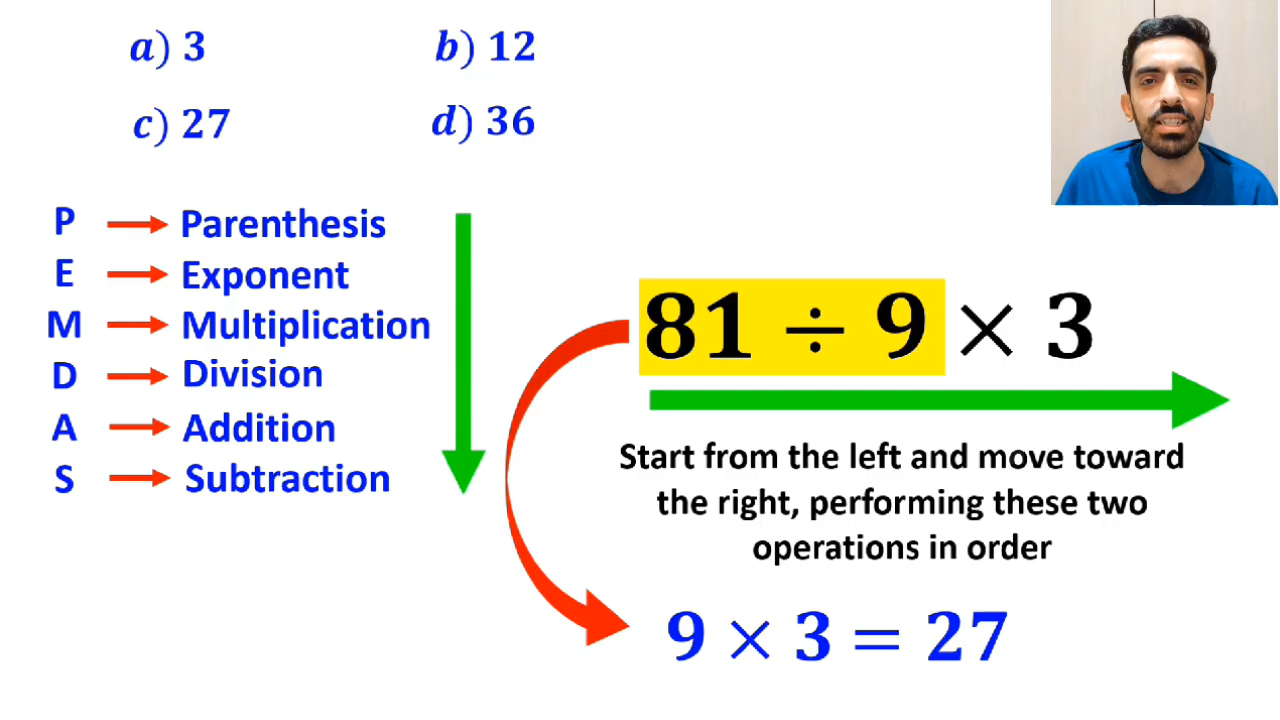 a) 3 b) 12
c) 27 d) 36
P Parenthesis
E Exponent
M Multiplication
D Division
A Addition
S Subtraction
81 ÷ 9 × 3
Start from the left and move toward
the right, performing these two
operations in order
9 × 3 = 27